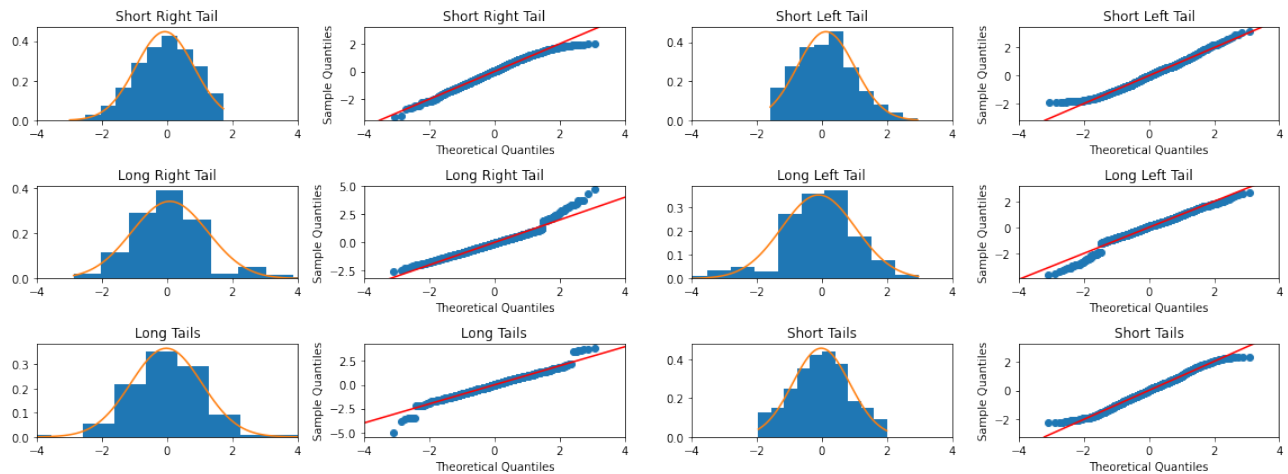 Short Right Tail
Short Right Tail
Short Left Tail
Short Left Tail
0.4
0.2
0.0
−4 −2 0 2 4
Sample Quantiles
2
0
−2
−4 −2 0 2 4
Theoretical Quantiles
0.4
0.2
0.0
−4 −2 0 2 4
Sample Quantiles
2
0
−2
−4 −2 0 2 4
Theoretical Quantiles
Long Right Tail
Long Right Tail
Long Left Tail
Long Left Tail
0.4
0.2
0.0
−4 −2 0 2 4
Sample Quantiles
5.0
2.5
0.0
−2.5
−4 −2 0 2 4
Theoretical Quantiles
0.3
0.2
0.1
0.0
−4 −2 0 2 4
Sample Quantiles
2
0
−2
−4 −2 0 2 4
Theoretical Quantiles
Long Tails
Long Tails
Short Tails
Short Tails
0.3
0.2
0.1
0.0
−4 −2 0 2 4
Sample Quantiles
2.5
0.0
−2.5
−5.0
−4 −2 0 2 4
Theoretical Quantiles
0.4
0.2
0.0
−4 −2 0 2 4
Sample Quantiles
2
0
−2
−4 −2 0 2 4
Theoretical Quantiles